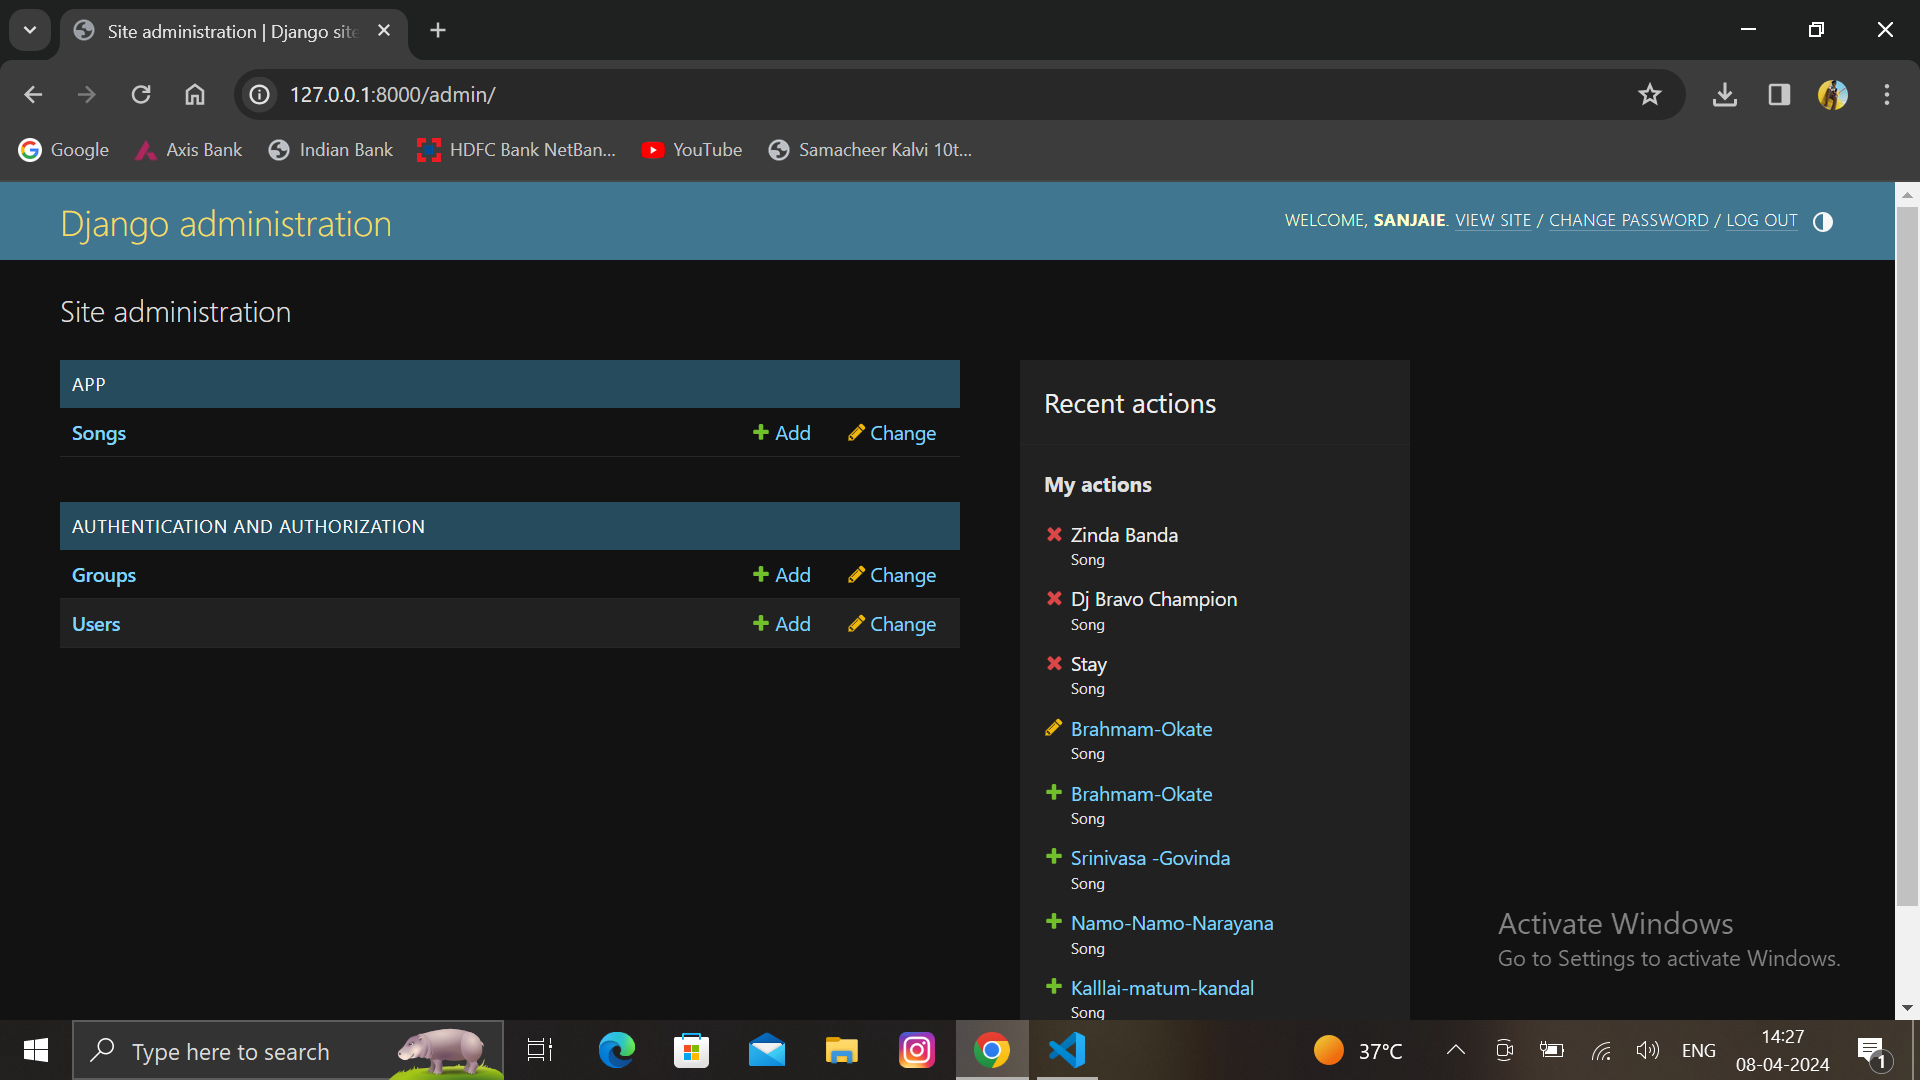 Site administration | Django site
127.0.0.1:8000/admin/
Google Axis Bank Indian Bank HDFC Bank NetBan... YouTube Samacheer Kalvi 10t...
Django administration
WELCOME, SANJAIE. VIEW SITE / CHANGE PASSWORD / LOG OUT
Site administration
APP
Songs Add Change
AUTHENTICATION AND AUTHORIZATION
Groups Add Change
Users Add Change
Recent actions
My actions
Zinda Banda
Song
Dj Bravo Champion
Song
Stay
Song
Brahmam-Okate
Song
Brahmam-Okate
Song
Srinivasa -Govinda
Song
Namo-Namo-Narayana
Song
Kalllai-matum-kandal
Song
Activate Windows
Go to Settings to activate Windows.
Type here to search
37°C
ENG
14:27
08-04-2024
1